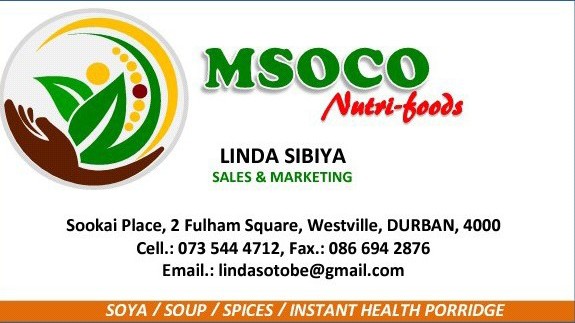 MSOCO
Nutri-foods
LINDA SIBIYA
SALES & MARKETING
Sookai Place, 2 Fulham Square, Westville, DURBAN, 4000
Cell.: 073 544 4712, Fax.: 086 694 2876
Email.: lindasotobe@gmail.com
SOYA / SOUP / SPICES / INSTANT HEALTH PORRIDGE